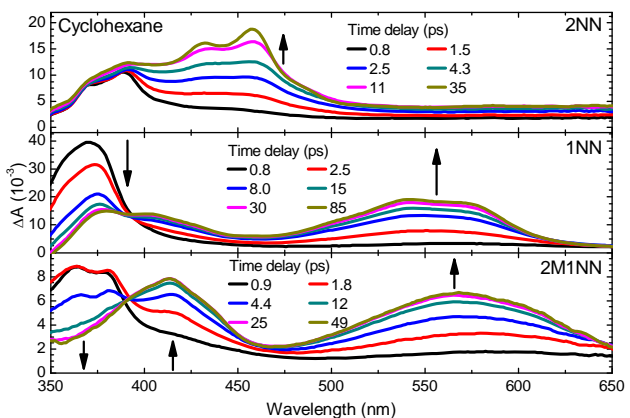 Cyclohexane 2NN
Time delay (ps)
0.8 1.5
2.5 4.3
11 35
20
15
10
5
0
1NN
Time delay (ps)
0.8 2.5
8.0 15
30 85
40
30
20
10
0
ΔA (10⁻³)
2M1NN
Time delay (ps)
0.9 1.8
4.4 12
25 49
8
6
4
2
0
350 400 450 500 550 600 650
Wavelength (nm)